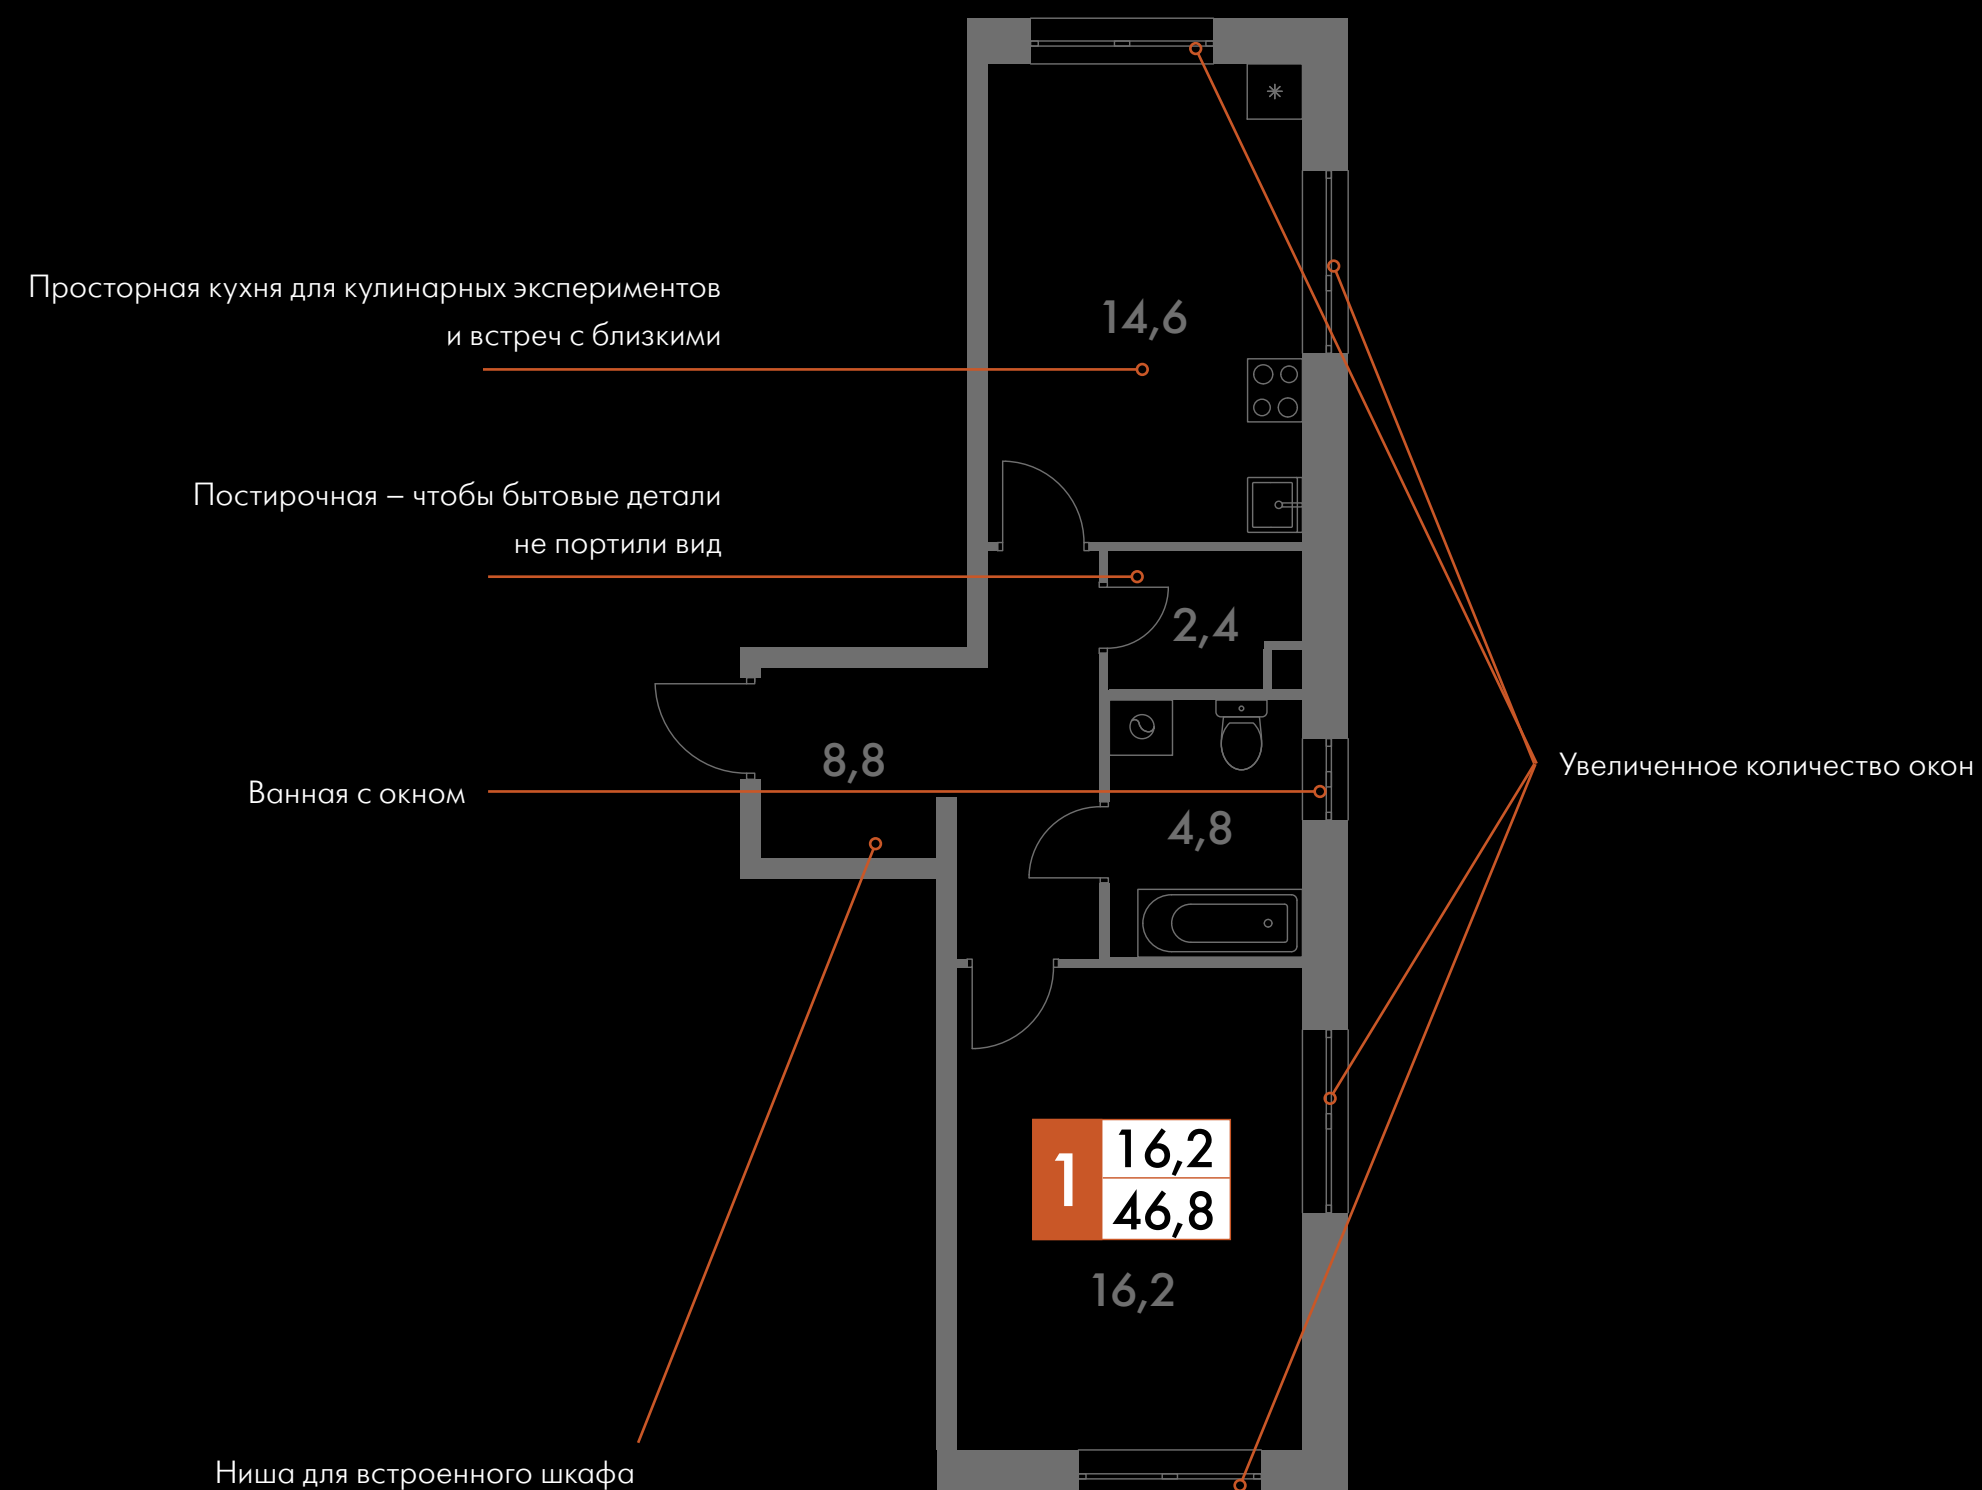 14,6
Просторная кухня для кулинарных экспериментов
и встреч с близкими
Постирочная – чтобы бытовые детали
не портили вид
2,4
8,8
Ванная с окном
4,8
Увеличенное количество окон
1
16,2
46,8
16,2
Ниша для встроенного шкафа